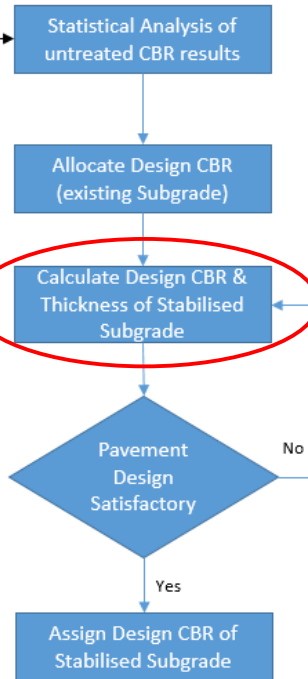 Statistical Analysis of
untreated CBR results
Allocate Design CBR
(existing Subgrade)
Calculate Design CBR &
Thickness of Stabilised
Subgrade
Pavement
Design
Satisfactory
No
Yes
Assign Design CBR of
Stabilised Subgrade